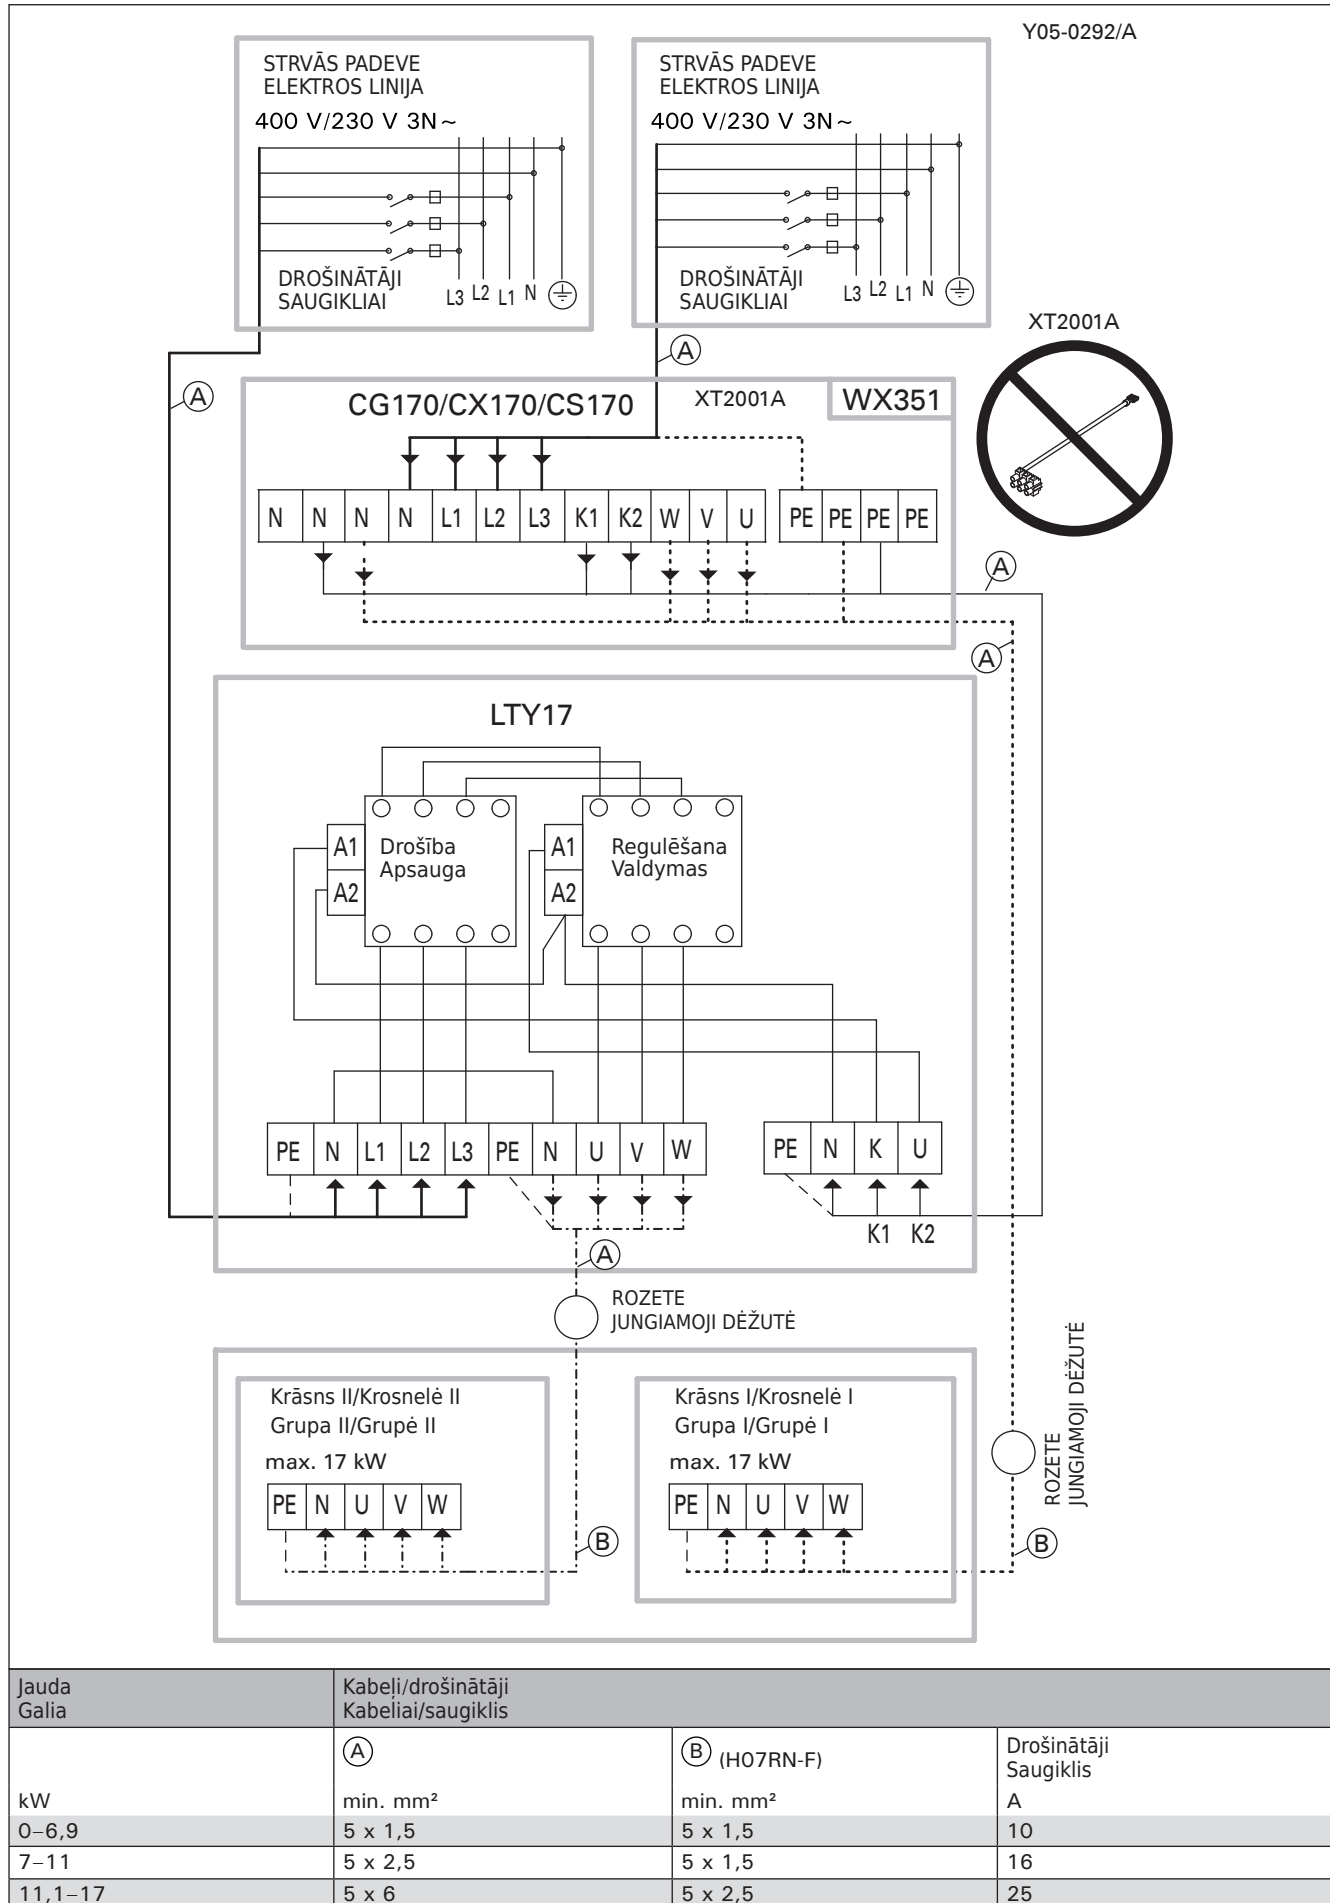 Y05-0292/A
STRVĀS PADEVE
ELEKTROS LINIJA
400 V/230 V 3N~
DROŠINĀTĀJI
SAUGIKLIAI
L3 L2 L1 N
STRVĀS PADEVE
ELEKTROS LINIJA
400 V/230 V 3N~
DROŠINĀTĀJI
SAUGIKLIAI
L3 L2 L1 N
XT2001A
A
A
CG170/CX170/CS170
XT2001A
WX351
N N N N L1 L2 L3 K1 K2 W V U PE PE PE PE
A
A
LTY17
A1
A2
Drošība
Apsauga
A1
A2
Regulēšana
Valdymas
PE N L1 L2 L3 PE N U V W
PE N K U
K1 K2
A
ROZETE
JUNGIAMOJI DĖŽUTĖ
ROZETE
JUNGIAMOJI DĖŽUTĖ
Krāsns II/Krosnelė II
Grupa II/Grupė II
max. 17 kW
PE N U V W
B
Krāsns I/Krosnelė I
Grupa I/Grupė I
max. 17 kW
PE N U V W
B
Jauda
Galia
Kabeļi/drošinātāji
Kabeliai/saugiklis
A
B (H07RN-F)
Drošinātāji
Saugiklis
kW min. mm² min. mm² A
0–6,9 5 x 1,5 5 x 1,5 10
7–11 5 x 2,5 5 x 1,5 16
11,1–17 5 x 6 5 x 2,5 25